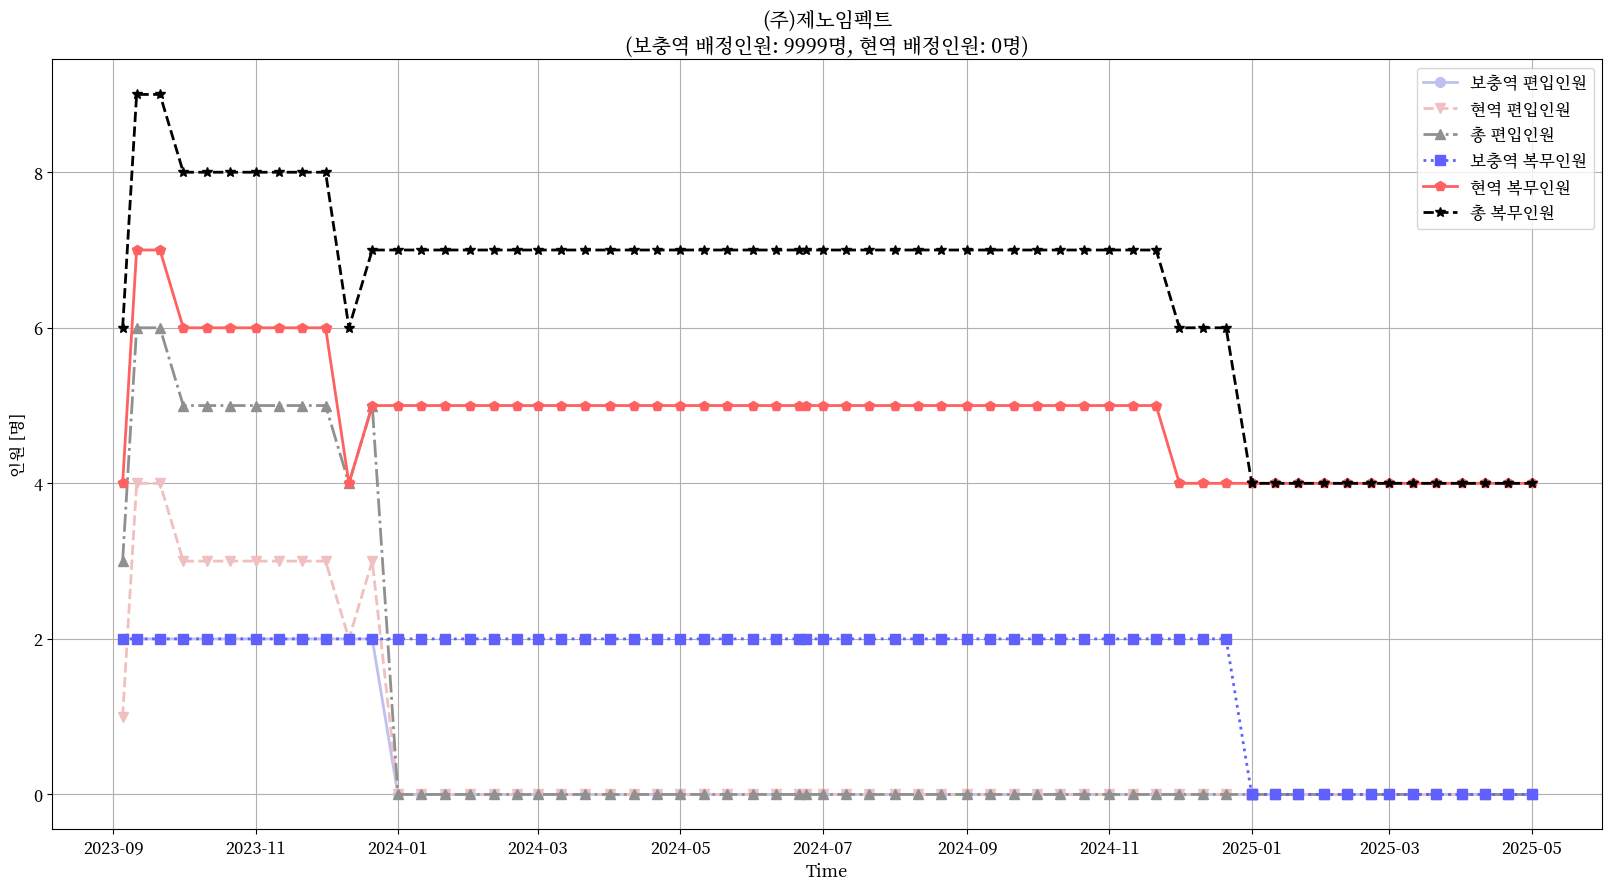 (주)제노임펙트
(보충역 배정인원: 9999명, 현역 배정인원: 0명)
보충역 편입인원
현역 편입인원
총 편입인원
보충역 복무인원
현역 복무인원
총 복무인원
인원 [명]
8
6
4
2
0
2023-09
2023-11
2024-01
2024-03
2024-05
2024-07
2024-09
2024-11
2025-01
2025-03
2025-05
Time